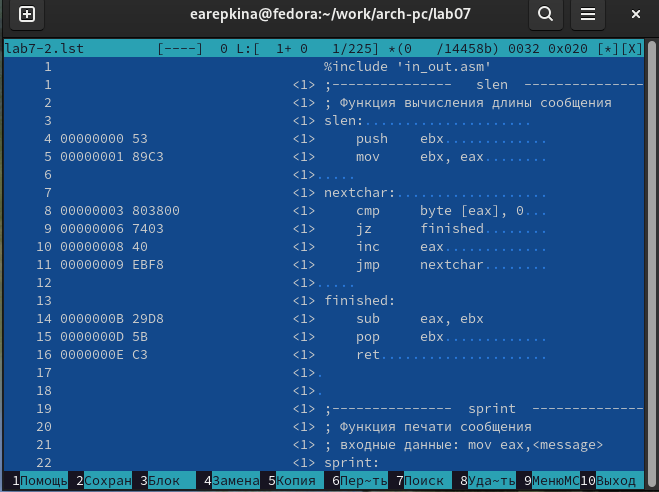 earepkina@fedora:~/work/arch-pc/lab07
lab7-2.lst [----] 0 L:[ 1+ 0 1/225] *(0 /14458b) 0032 0x020 [*][X]
1 %include 'in_out.asm'
1 <1> ;--------------- slen ---------------
2 <1> ; Функция вычисления длины сообщения
3 <1> slen:.....................
4 00000000 53 <1> push ebx.............
5 00000001 89C3 <1> mov ebx, eax........
6 <1>.....
7 <1> nextchar:...................
8 00000003 803800 <1> cmp byte [eax], 0...
9 00000006 7403 <1> jz finished........
10 00000008 40 <1> inc eax.............
11 00000009 EBF8 <1> jmp nextchar........
12 <1>.....
13 <1> finished:
14 0000000B 29D8 <1> sub eax, ebx
15 0000000D 5B <1> pop ebx.............
16 0000000E C3 <1> ret.....................
17 <1>.
18 <1>.
19 <1> ;--------------- sprint --------------
20 <1> ; Функция печати сообщения
21 <1> ; входные данные: mov eax,<message>
22 <1> sprint:
1Помощь 2Сохран 3Блок 4Замена 5Копия 6Пер~ть 7Поиск 8Уда~ть 9МенюMC 10Выход